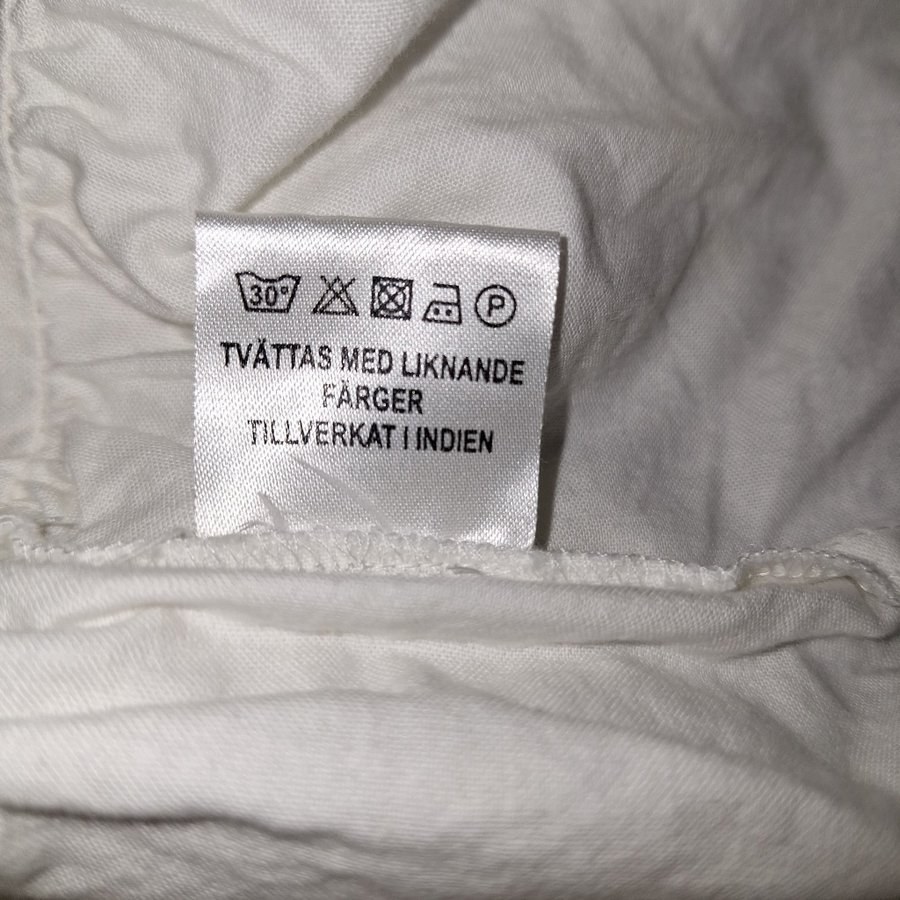 30°
P
TVÄTTAS MED LIKNANDE
FÄRGER
TILLVERKAT I INDIEN